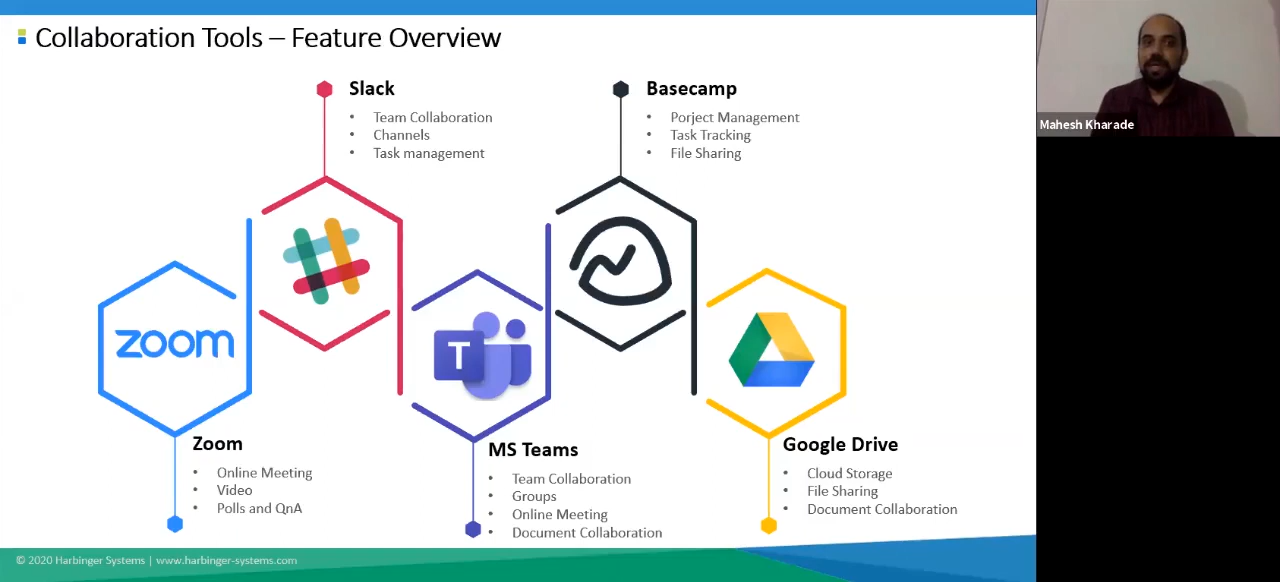 Collaboration Tools – Feature Overview
Slack
• Team Collaboration
• Channels
• Task management
Basecamp
• Porject Management
• Task Tracking
• File Sharing
Mahesh Kharade
zoom
T
Zoom
• Online Meeting
• Video
• Polls and QnA
MS Teams
• Team Collaboration
• Groups
• Online Meeting
• Document Collaboration
Google Drive
• Cloud Storage
• File Sharing
• Document Collaboration
© 2020 Harbinger Systems | www.harbinger-systems.com